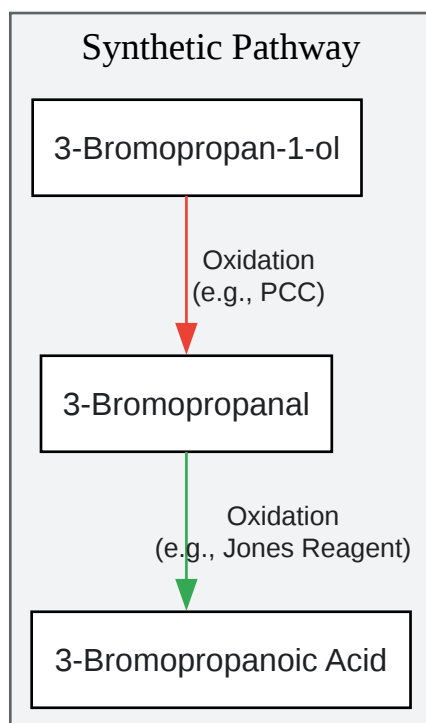 Synthetic Pathway
3-Bromopropan-1-ol
Oxidation
(e.g., PCC)
3-Bromopropanal
Oxidation
(e.g., Jones Reagent)
3-Bromopropanoic Acid